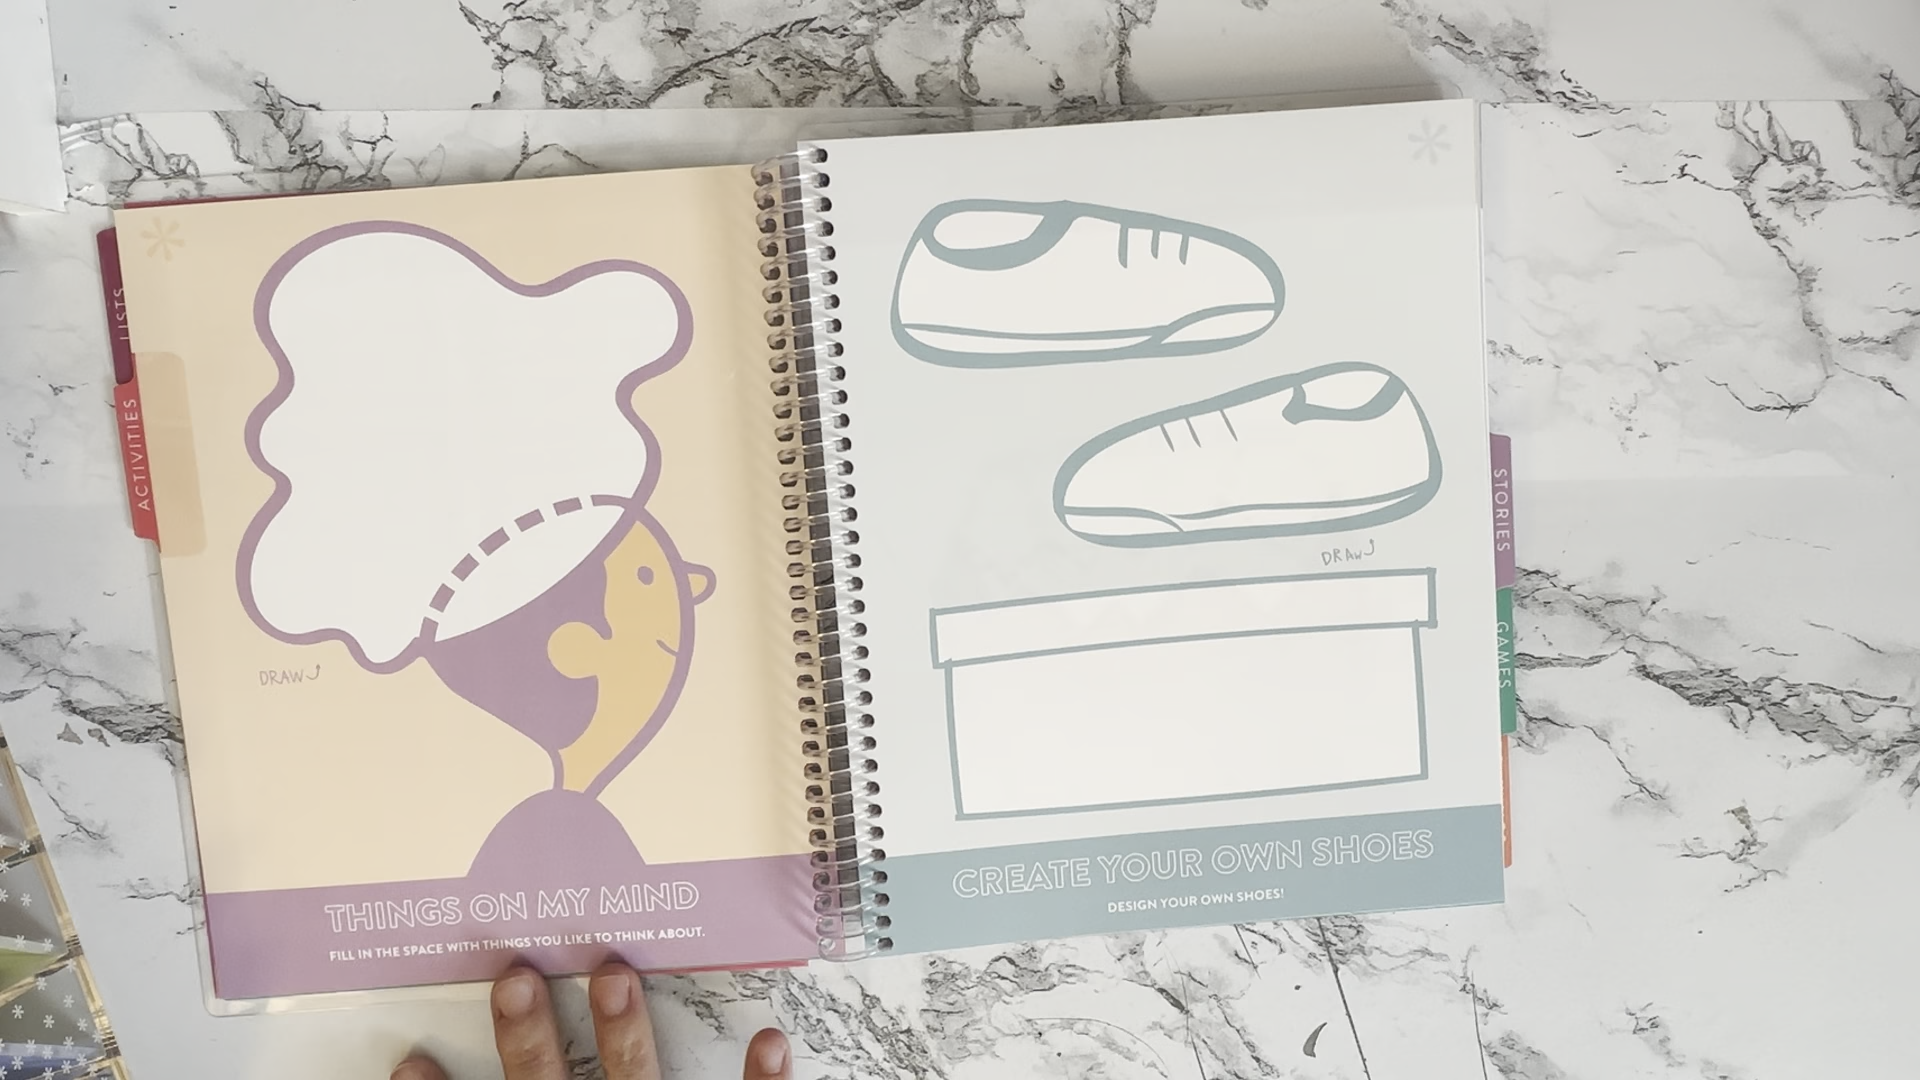 LISTS
ACTIVITIES
DRAW
THINGS ON MY MIND
FILL IN THE SPACE WITH THINGS YOU LIKE TO THINK ABOUT.
DRAW
CREATE YOUR OWN SHOES
DESIGN YOUR OWN SHOES!
STORIES
GAMES